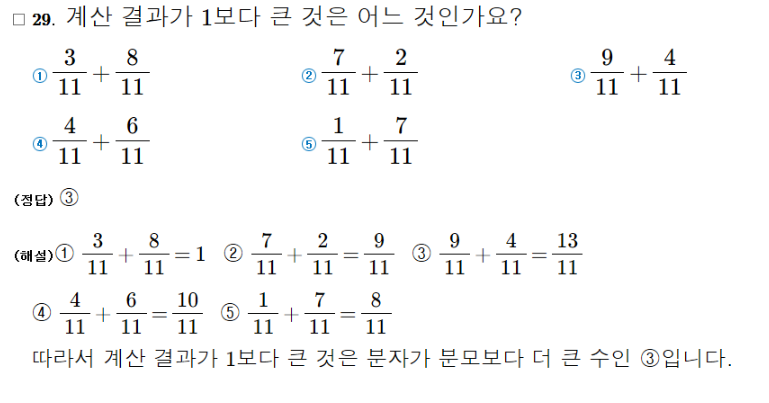 □ 29. 계산 결과가 1보다 큰 것은 어느 것인가요?
① 3/11 + 8/11 ② 7/11 + 2/11 ③ 9/11 + 4/11
④ 4/11 + 6/11 ⑤ 1/11 + 7/11
(정답) ③
(해설) ① 3/11 + 8/11 = 1 ② 7/11 + 2/11 = 9/11 ③ 9/11 + 4/11 = 13/11
④ 4/11 + 6/11 = 10/11 ⑤ 1/11 + 7/11 = 8/11
따라서 계산 결과가 1보다 큰 것은 분자가 분모보다 더 큰 수인 ③입니다.